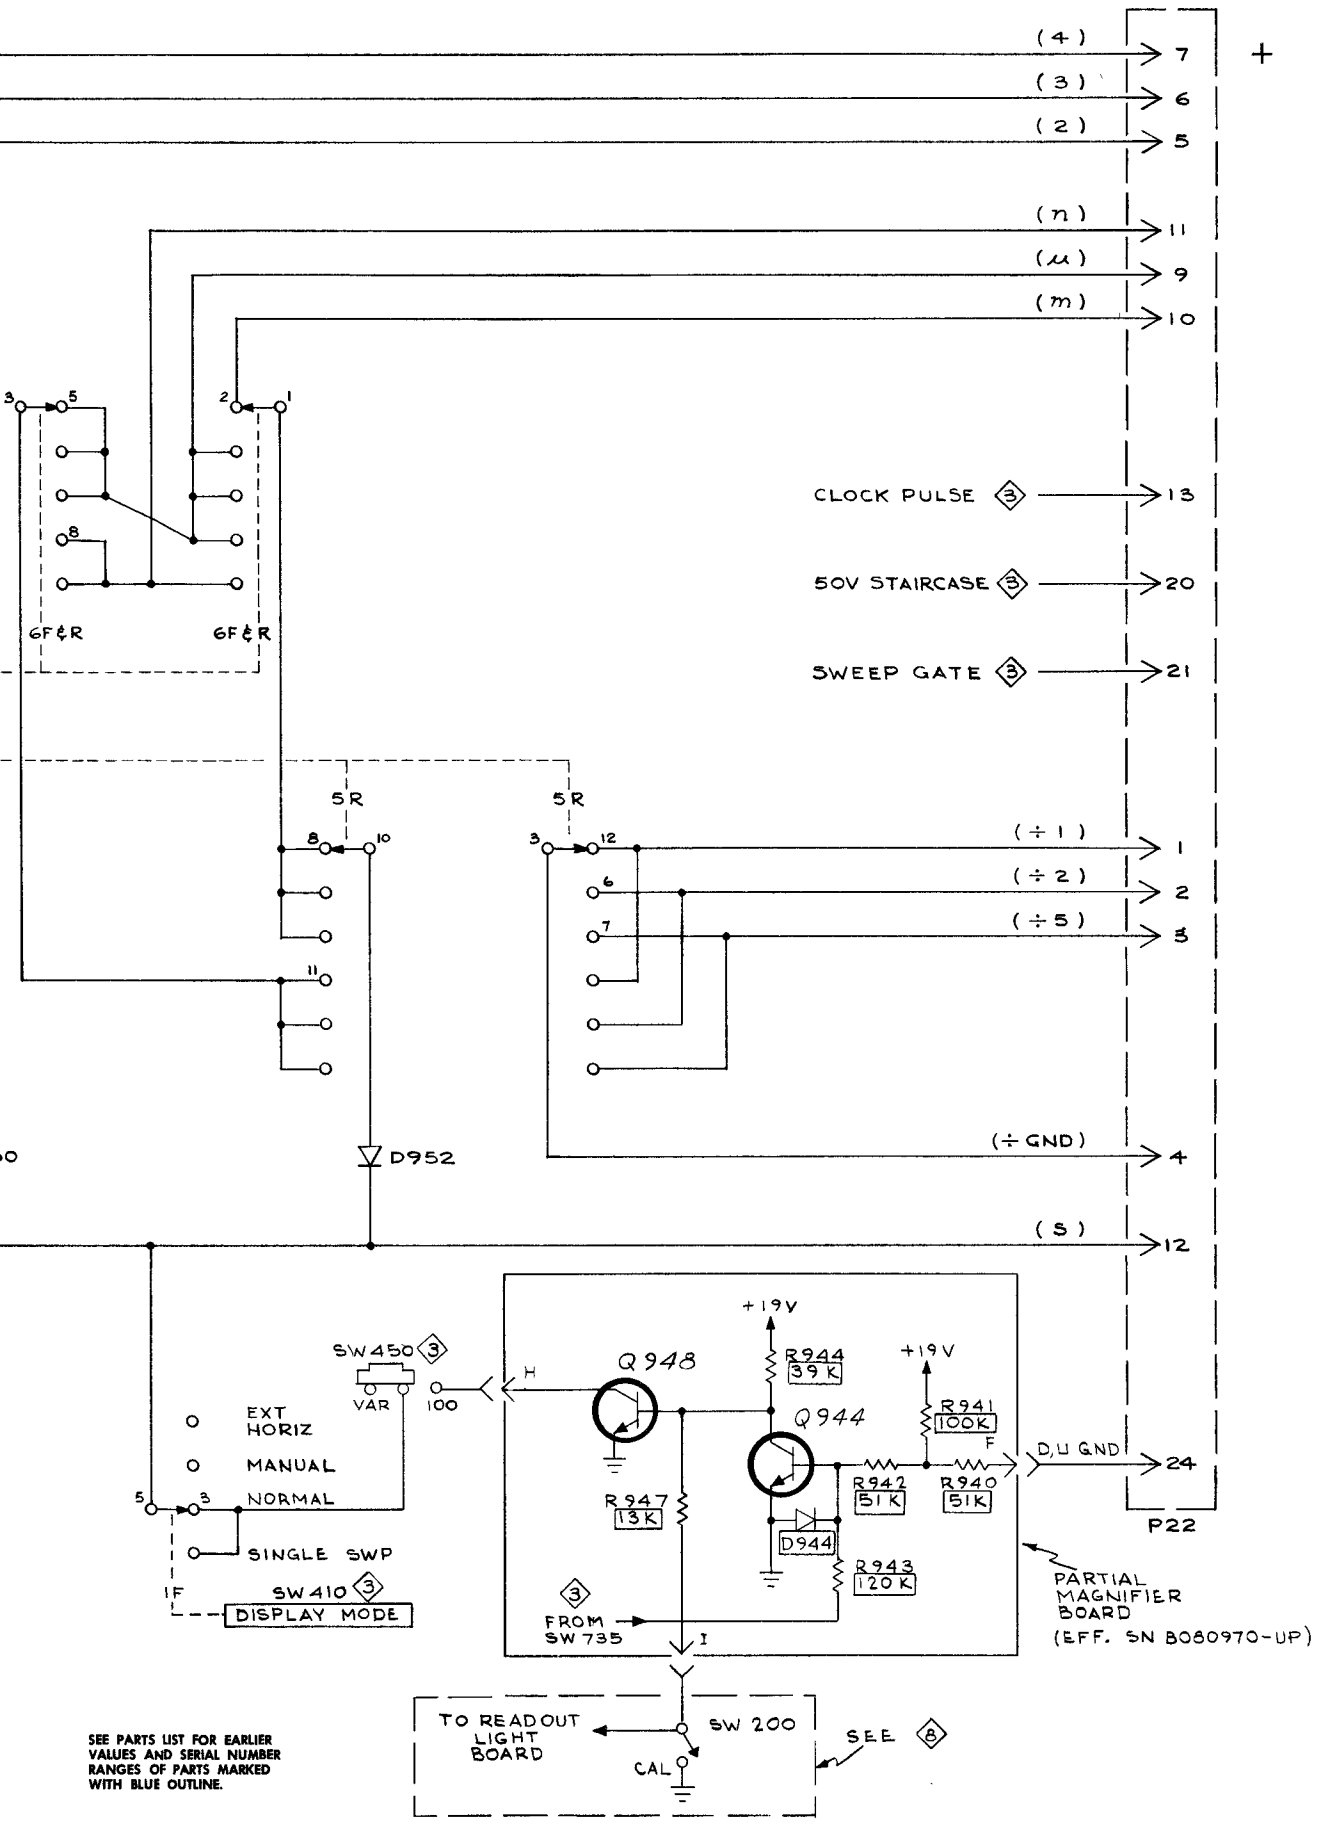 (4) 7 +
(3) 6
(2) 5
(n) 11
(μ) 9
(m) 10
3 5 2 1
CLOCK PULSE 3 13
8
50V STAIRCASE 3 20
6F&R 6F&R
SWEEP GATE 3 21
5R 5R
8 10 3 12 (÷1) 1
6 (÷2) 2
7 (÷5) 3
11
(÷GND) 4
D952
(S) 12
+19V
SW450 3 H Q948 R944 +19V
39K
VAR 100 Q944 R941
100K
EXT
HORIZ
F D,U GND
MANUAL 24
5 3 NORMAL R947 R942 R940
13K 51K 51K
P22
D944
SINGLE SWP
R943
120K
1F SW410 3 3
DISPLAY MODE FROM
SW735
I
PARTIAL
MAGNIFIER
BOARD
(EFF. SN B080970-UP)
TO READOUT
LIGHT
BOARD
SW 200
SEE 8
CAL
SEE PARTS LIST FOR EARLIER
VALUES AND SERIAL NUMBER
RANGES OF PARTS MARKED
WITH BLUE OUTLINE.